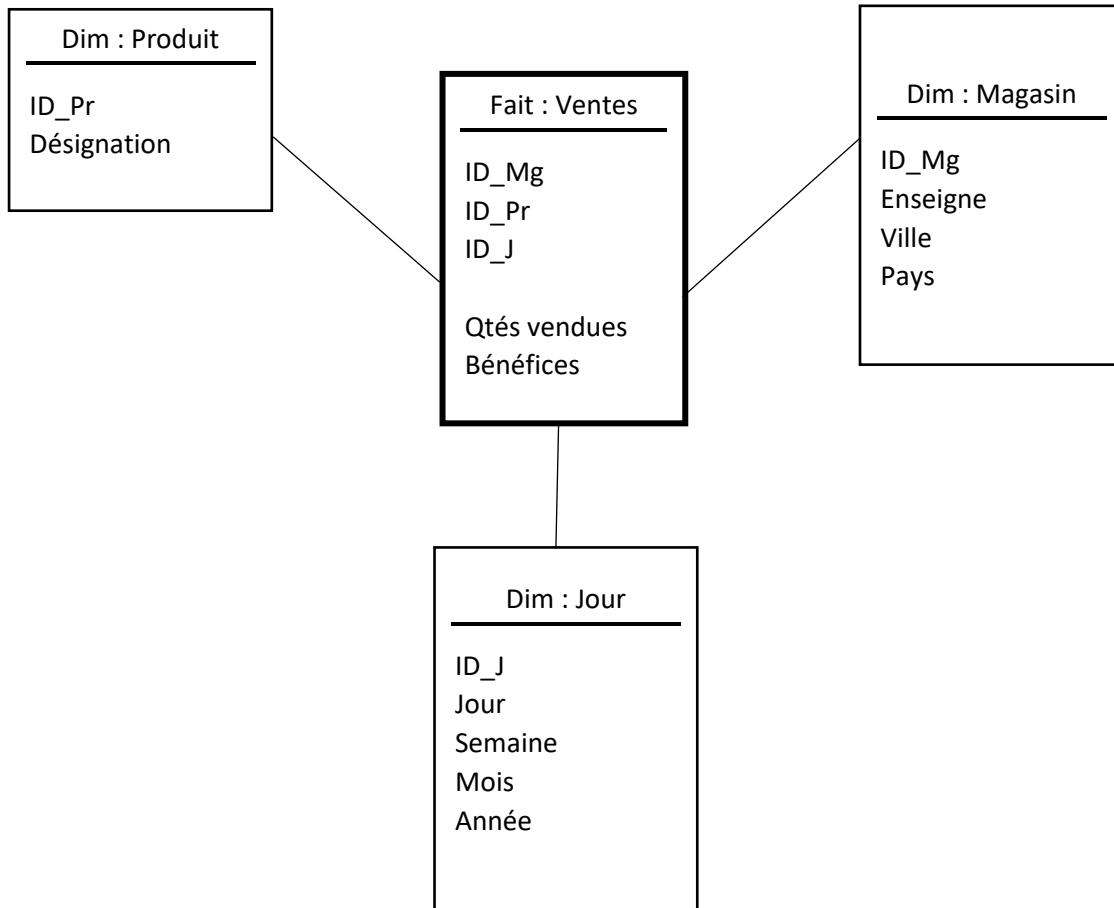 Dim : Produit
ID_Pr
Désignation
Fait : Ventes
ID_Mg
ID_Pr
ID_J
Qtés vendues
Bénéfices
Dim : Magasin
ID_Mg
Enseigne
Ville
Pays
Dim : Jour
ID_J
Jour
Semaine
Mois
Année